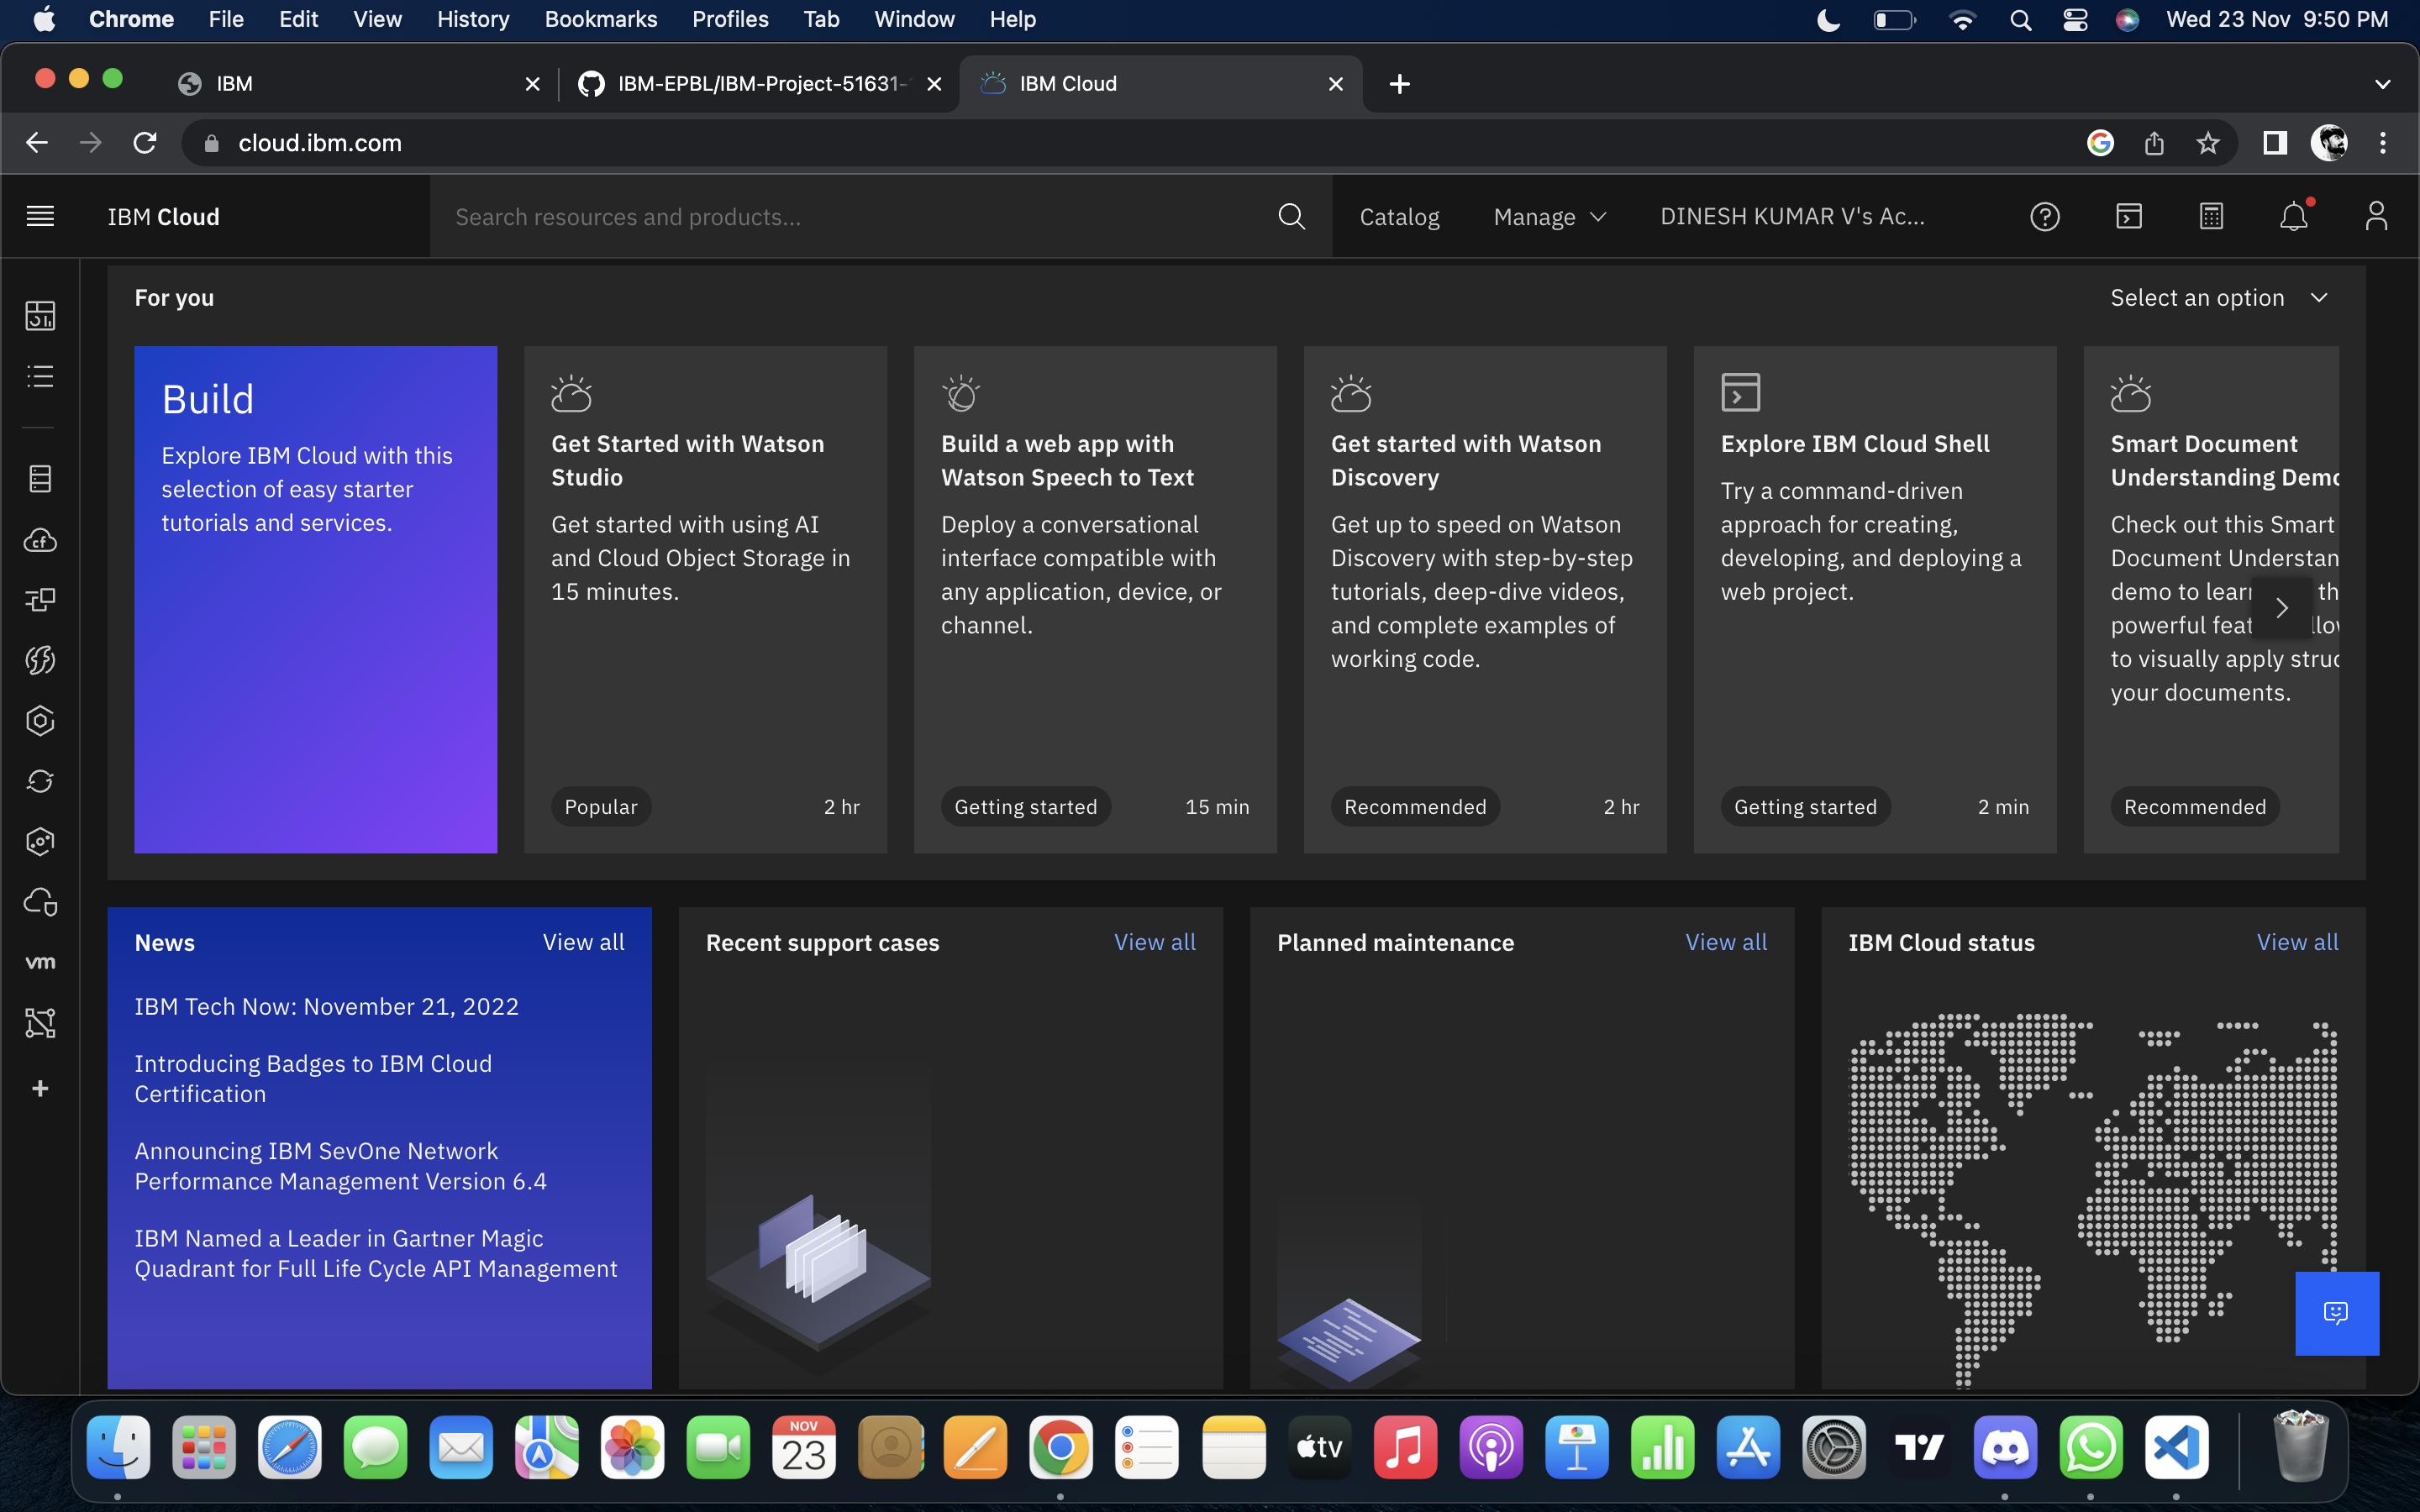 Chrome File Edit View History Bookmarks Profiles Tab Window Help Wed 23 Nov 9:50 PM
IBM IBM-EPBL/IBM-Project-51631- IBM Cloud
cloud.ibm.com
IBM Cloud Search resources and products... Catalog Manage DINESH KUMAR V's Ac...
For you Select an option
Build
Explore IBM Cloud with this
selection of easy starter
tutorials and services.
Get Started with Watson
Studio
Get started with using AI
and Cloud Object Storage in
15 minutes.
Popular 2 hr
Build a web app with
Watson Speech to Text
Deploy a conversational
interface compatible with
any application, device, or
channel.
Getting started 15 min
Get started with Watson
Discovery
Get up to speed on Watson
Discovery with step-by-step
tutorials, deep-dive videos,
and complete examples of
working code.
Recommended 2 hr
Explore IBM Cloud Shell
Try a command-driven
approach for creating,
developing, and deploying a
web project.
Getting started 2 min
Smart Document
Understanding Demo
Check out this Smart
Document Understan
demo to lear th
powerful feat low
to visually apply struc
your documents.
Recommended
cf
vm
News View all
IBM Tech Now: November 21, 2022
Introducing Badges to IBM Cloud
Certification
Announcing IBM SevOne Network
Performance Management Version 6.4
IBM Named a Leader in Gartner Magic
Quadrant for Full Life Cycle API Management
Recent support cases View all
Planned maintenance View all
IBM Cloud status View all
NOV
23
tv